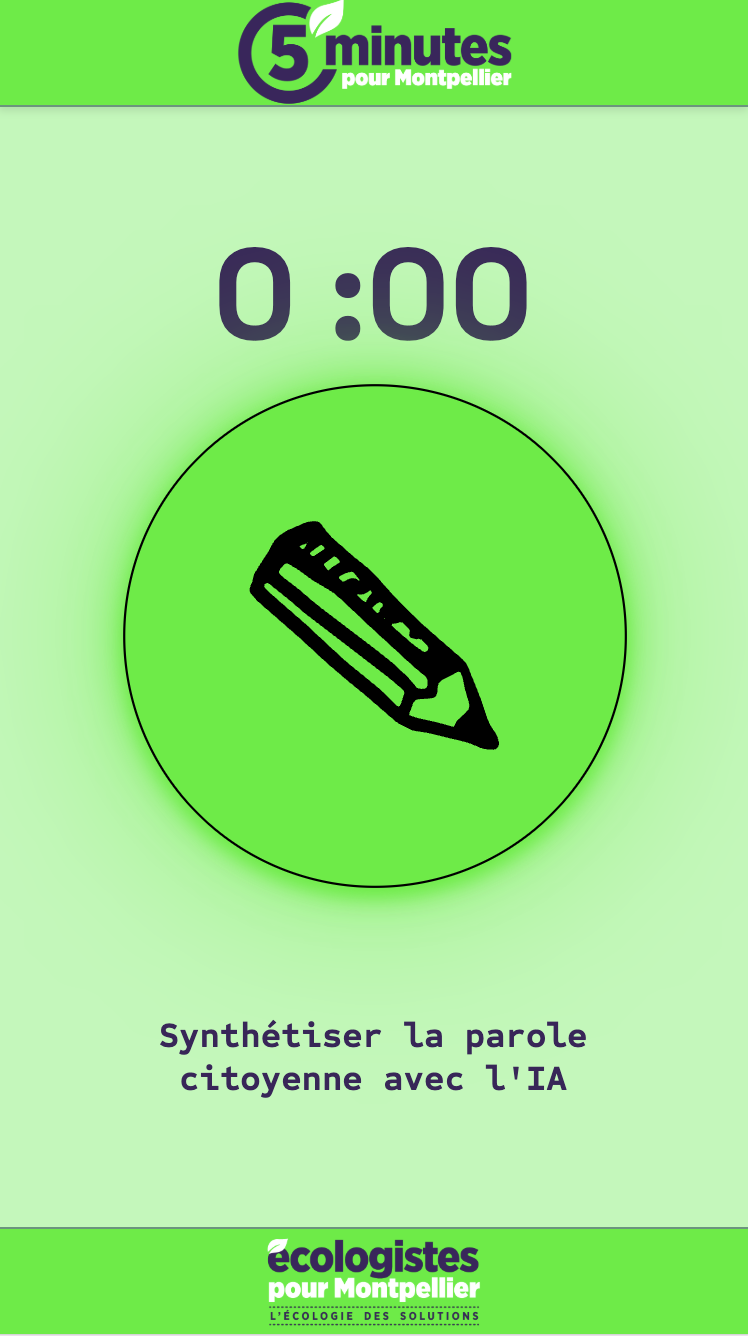 5 minutes
pour Montpellier
0 :00
Synthétiser la parole
citoyenne avec l'IA
écologistes
pour Montpellier
L'ÉCOLOGIE DES SOLUTIONS